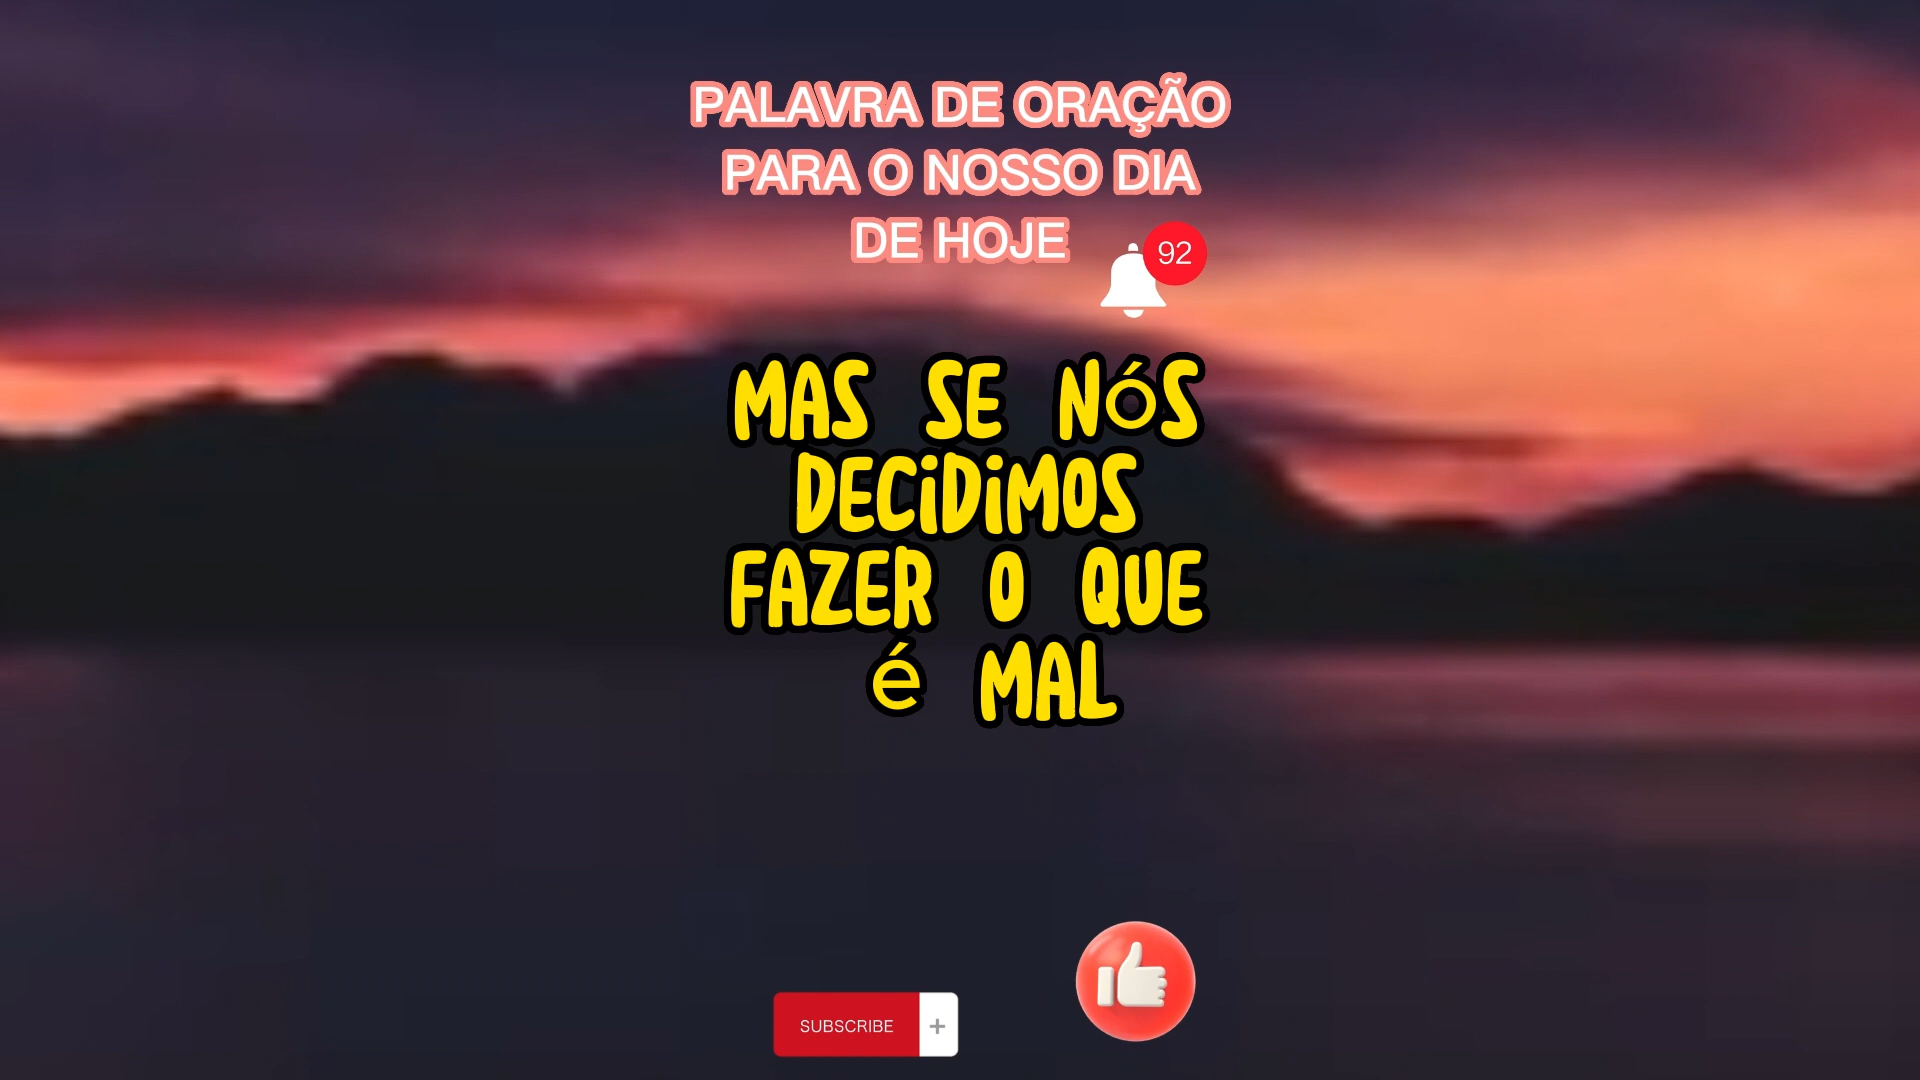 PALAVRA DE ORAÇÃO
PARA O NOSSO DIA
DE HOJE
92
MAS SE NóS
DECiDiMOS
FAZER O QUE
é MAL
SUBSCRIBE +